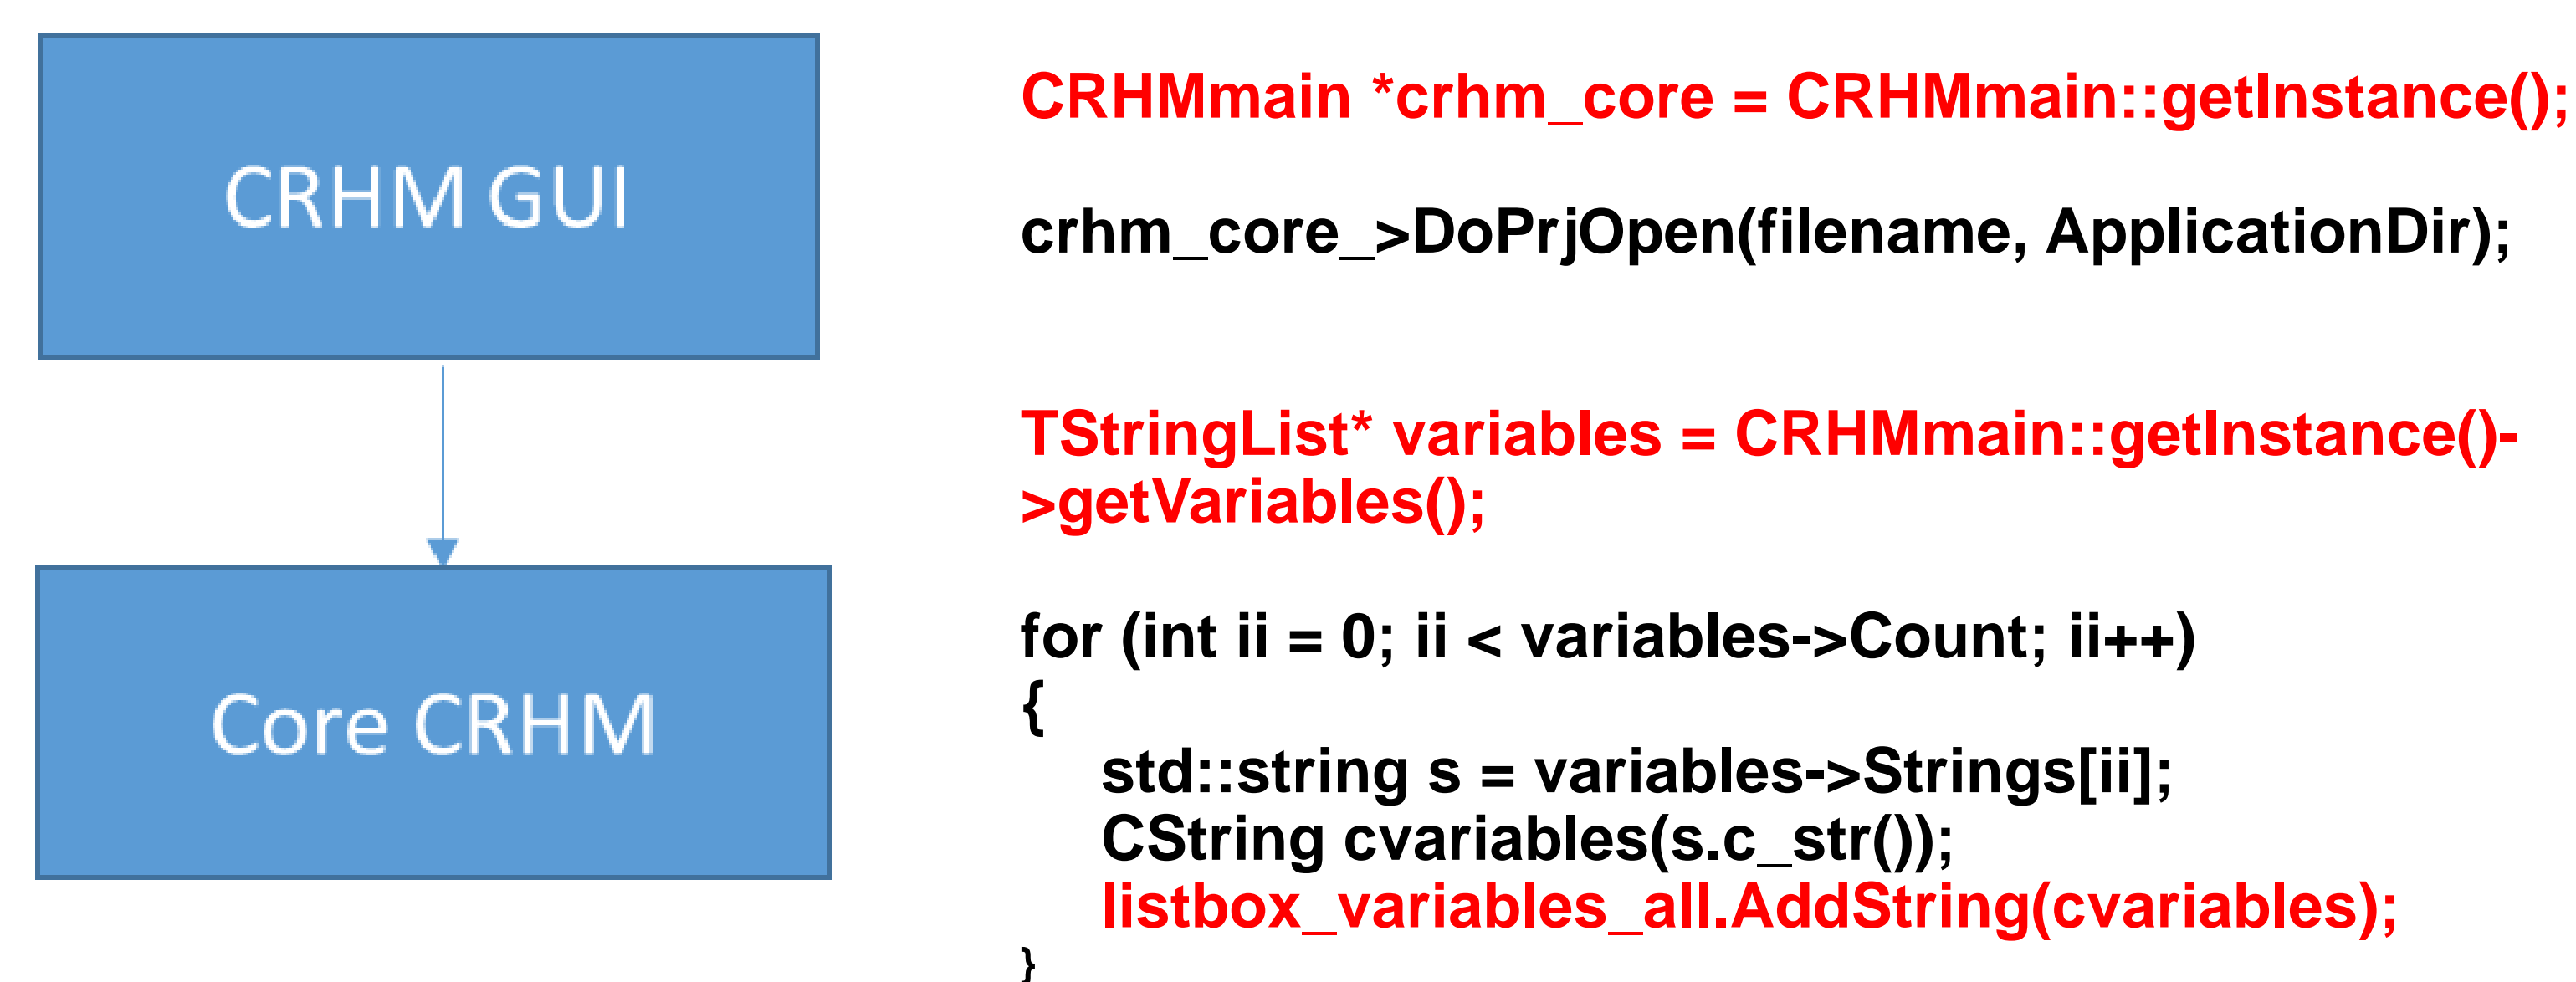 CRHM GUI
Core CRHM
CRHMmain *crhm_core = CRHMmain::getInstance();
crhm_core_>DoPrjOpen(filename, ApplicationDir);
TStringList* variables = CRHMmain::getInstance()-
>getVariables();
for (int ii = 0; ii < variables->Count; ii++)
{
std::string s = variables->Strings[ii];
CString cvariables(s.c_str());
listbox_variables_all.AddString(cvariables);
}